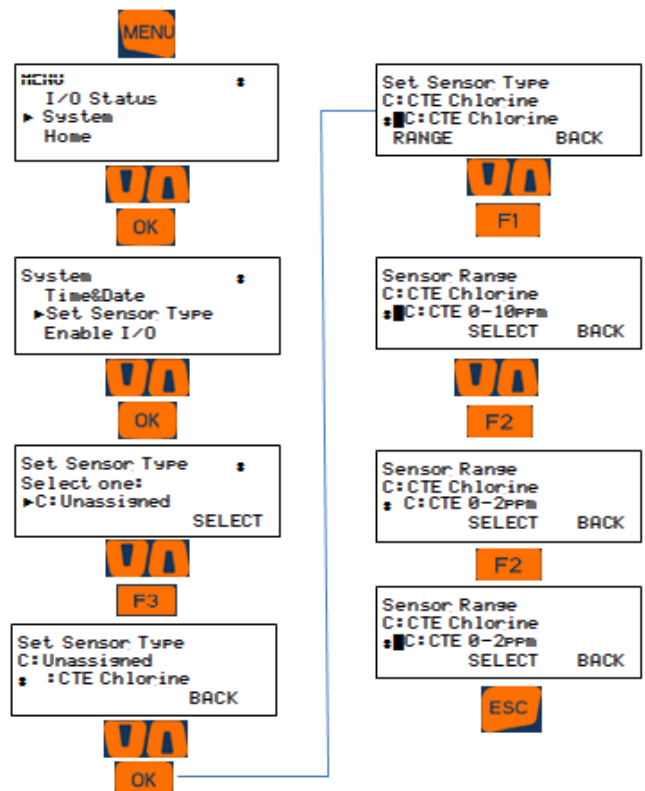 MENU
MENU
I/O Status
System
Home
OK
System
Time&Date
Set Sensor Type
Enable I/O
OK
Set Sensor Type
Select one:
C:Unassigned
SELECT
F3
Set Sensor Type
C:Unassigned
:CTE Chlorine
BACK
OK
Set Sensor Type
C:CTE Chlorine
C:CTE Chlorine
RANGE BACK
F1
Sensor Range
C:CTE Chlorine
C:CTE 0-10ppm
SELECT BACK
F2
Sensor Range
C:CTE Chlorine
C:CTE 0-2ppm
SELECT BACK
F2
Sensor Range
C:CTE Chlorine
C:CTE 0-2ppm
SELECT BACK
ESC